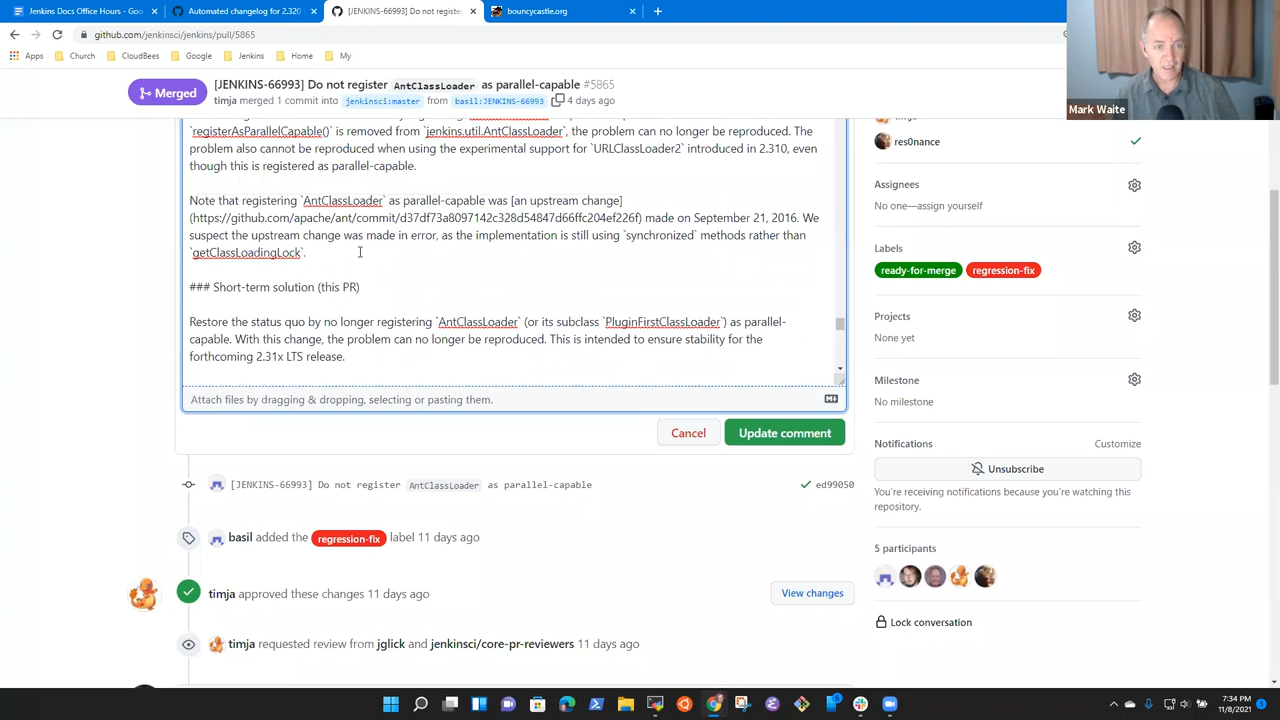 Jenkins Docs Office Hours - Goo
Automated changelog for 2.320
[JENKINS-66993] Do not registe
bouncycastle.org
github.com/jenkinsci/jenkins/pull/5865
Apps
Church
CloudBees
Google
Jenkins
Home
My
Mark Waite
Merged
[JENKINS-66993] Do not register AntClassLoader as parallel-capable #5865
timja merged 1 commit into jenkinsci:master from basil:JENKINS-66993 4 days ago
`registerAsParallelCapable()` is removed from `jenkins.util.AntClassLoader`, the problem can no longer be reproduced. The
problem also cannot be reproduced when using the experimental support for `URLClassLoader2` introduced in 2.310, even
though this is registered as parallel-capable.
Note that registering `AntClassLoader` as parallel-capable was [an upstream change]
(https://github.com/apache/ant/commit/d37df73a8097142c328d54847d66ffc204ef226f) made on September 21, 2016. We
suspect the upstream change was made in error, as the implementation is still using `synchronized` methods rather than
`getClassLoadingLock`.
### Short-term solution (this PR)
Restore the status quo by no longer registering `AntClassLoader` (or its subclass `PluginFirstClassLoader`) as parallel-
capable. With this change, the problem can no longer be reproduced. This is intended to ensure stability for the
forthcoming 2.31x LTS release.
Attach files by dragging & dropping, selecting or pasting them.
Cancel
Update comment
[JENKINS-66993] Do not register AntClassLoader as parallel-capable
ed99050
basil added the regression-fix label 11 days ago
timja approved these changes 11 days ago
View changes
timja requested review from jglick and jenkinsci/core-pr-reviewers 11 days ago
res0nance
Assignees
No one—assign yourself
Labels
ready-for-merge
regression-fix
Projects
None yet
Milestone
No milestone
Notifications
Customize
Unsubscribe
You're receiving notifications because you're watching this
repository.
5 participants
Lock conversation
7:34 PM
11/8/2021